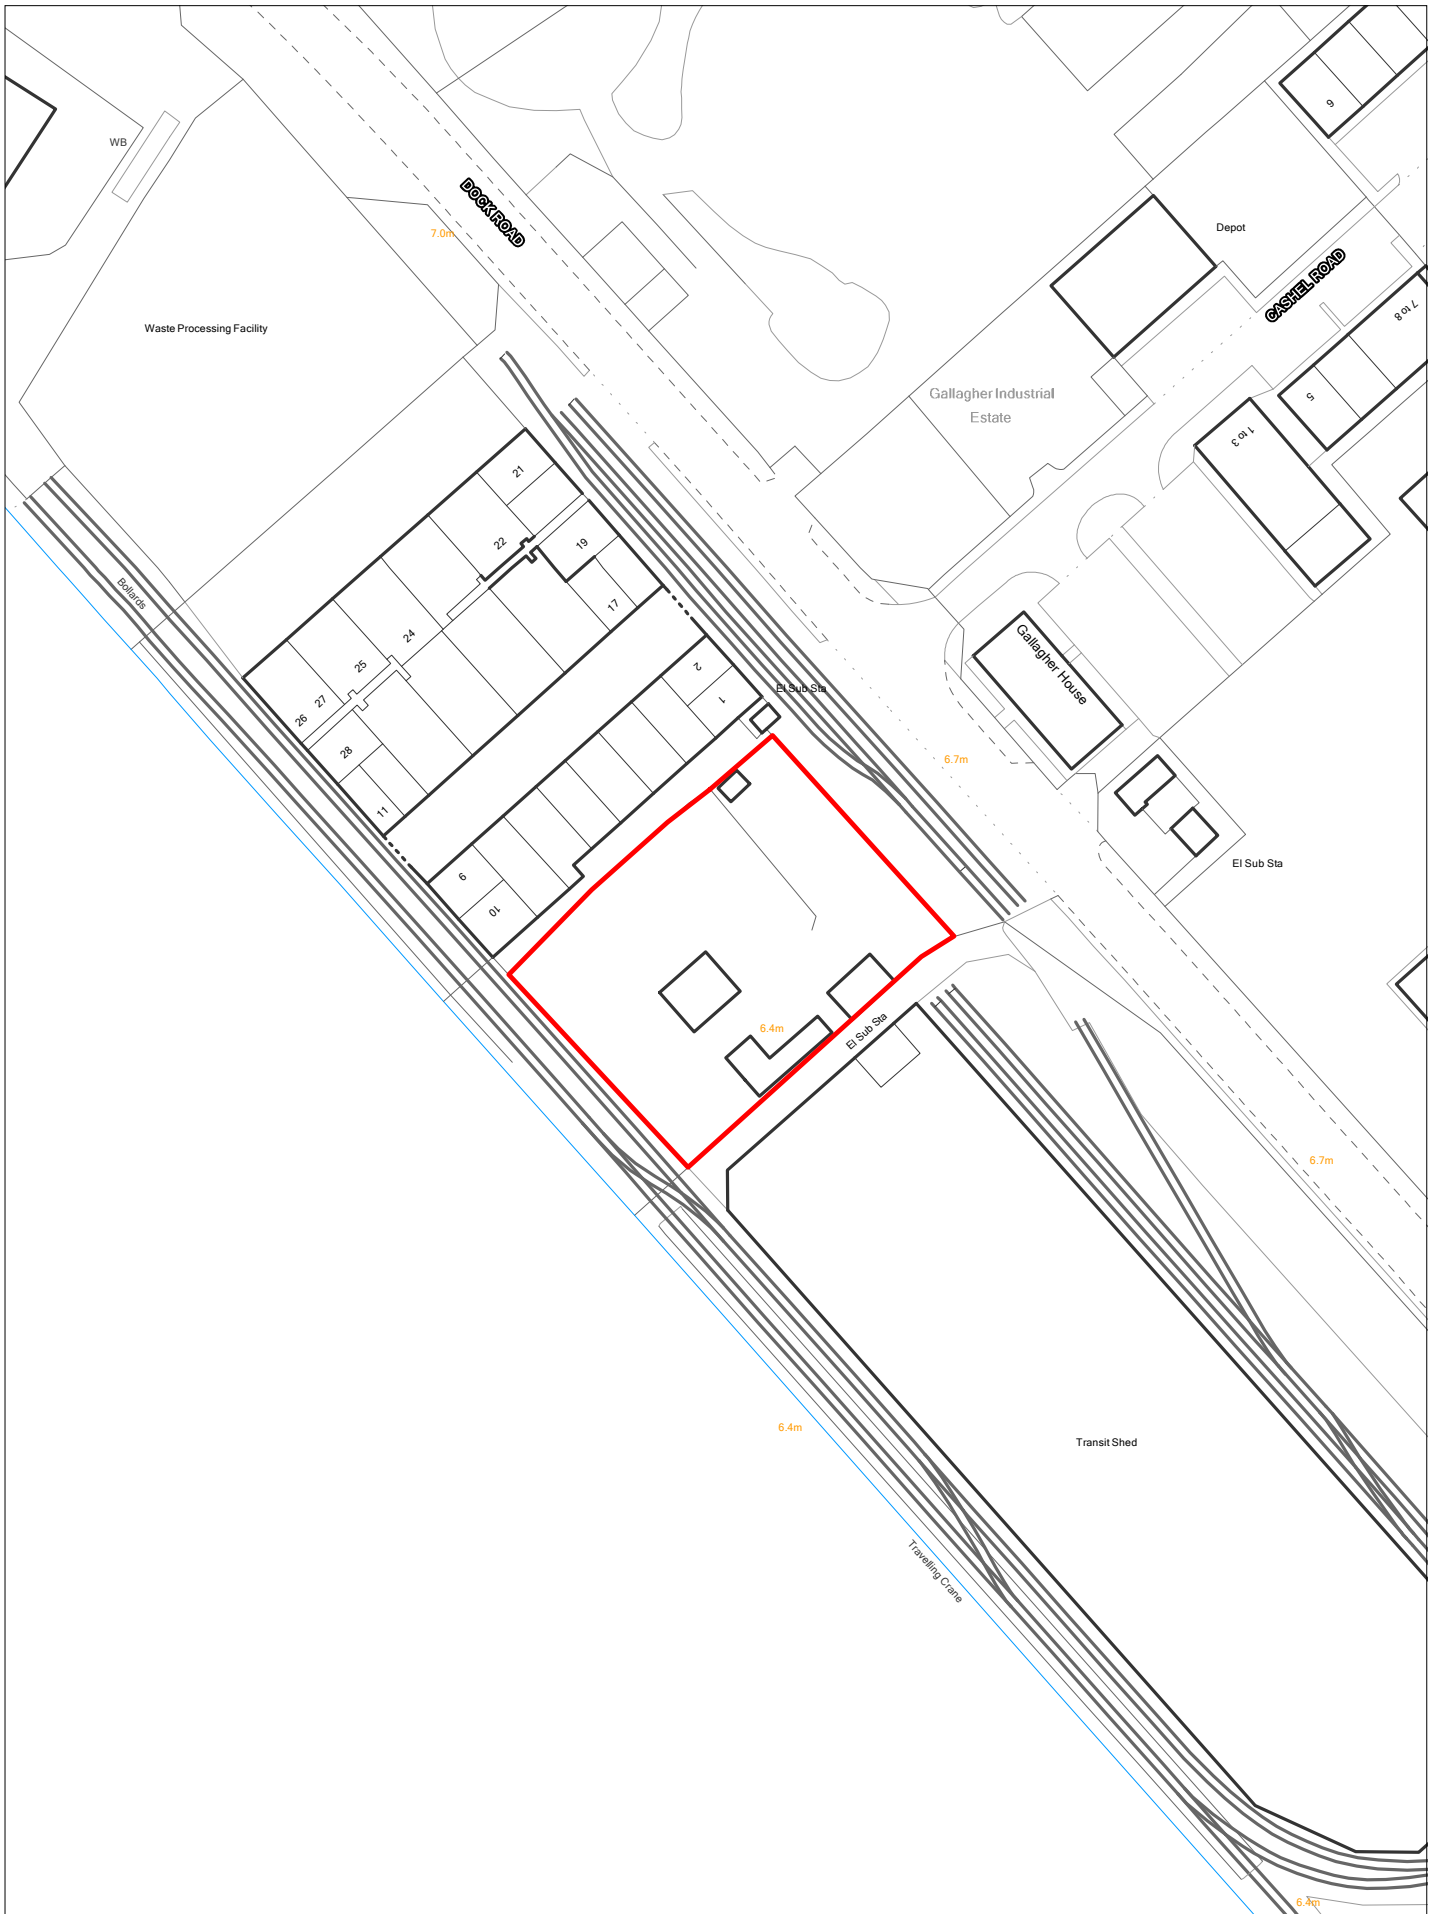 6
WB
DOCK ROAD
7.0m
Depot
CASHEL ROAD
7 to 8
Waste Processing Facility
Gallagher Industrial
Estate
5
1 to 3
21
22
19
Bollards
17
24
25
27
26
28
11
2
1
El Sub Sta
Gallagher House
6.7m
El Sub Sta
9
10
6.4m
El Sub Sta
6.7m
6.4m
Transit Shed
Travelling Crane
6.4m